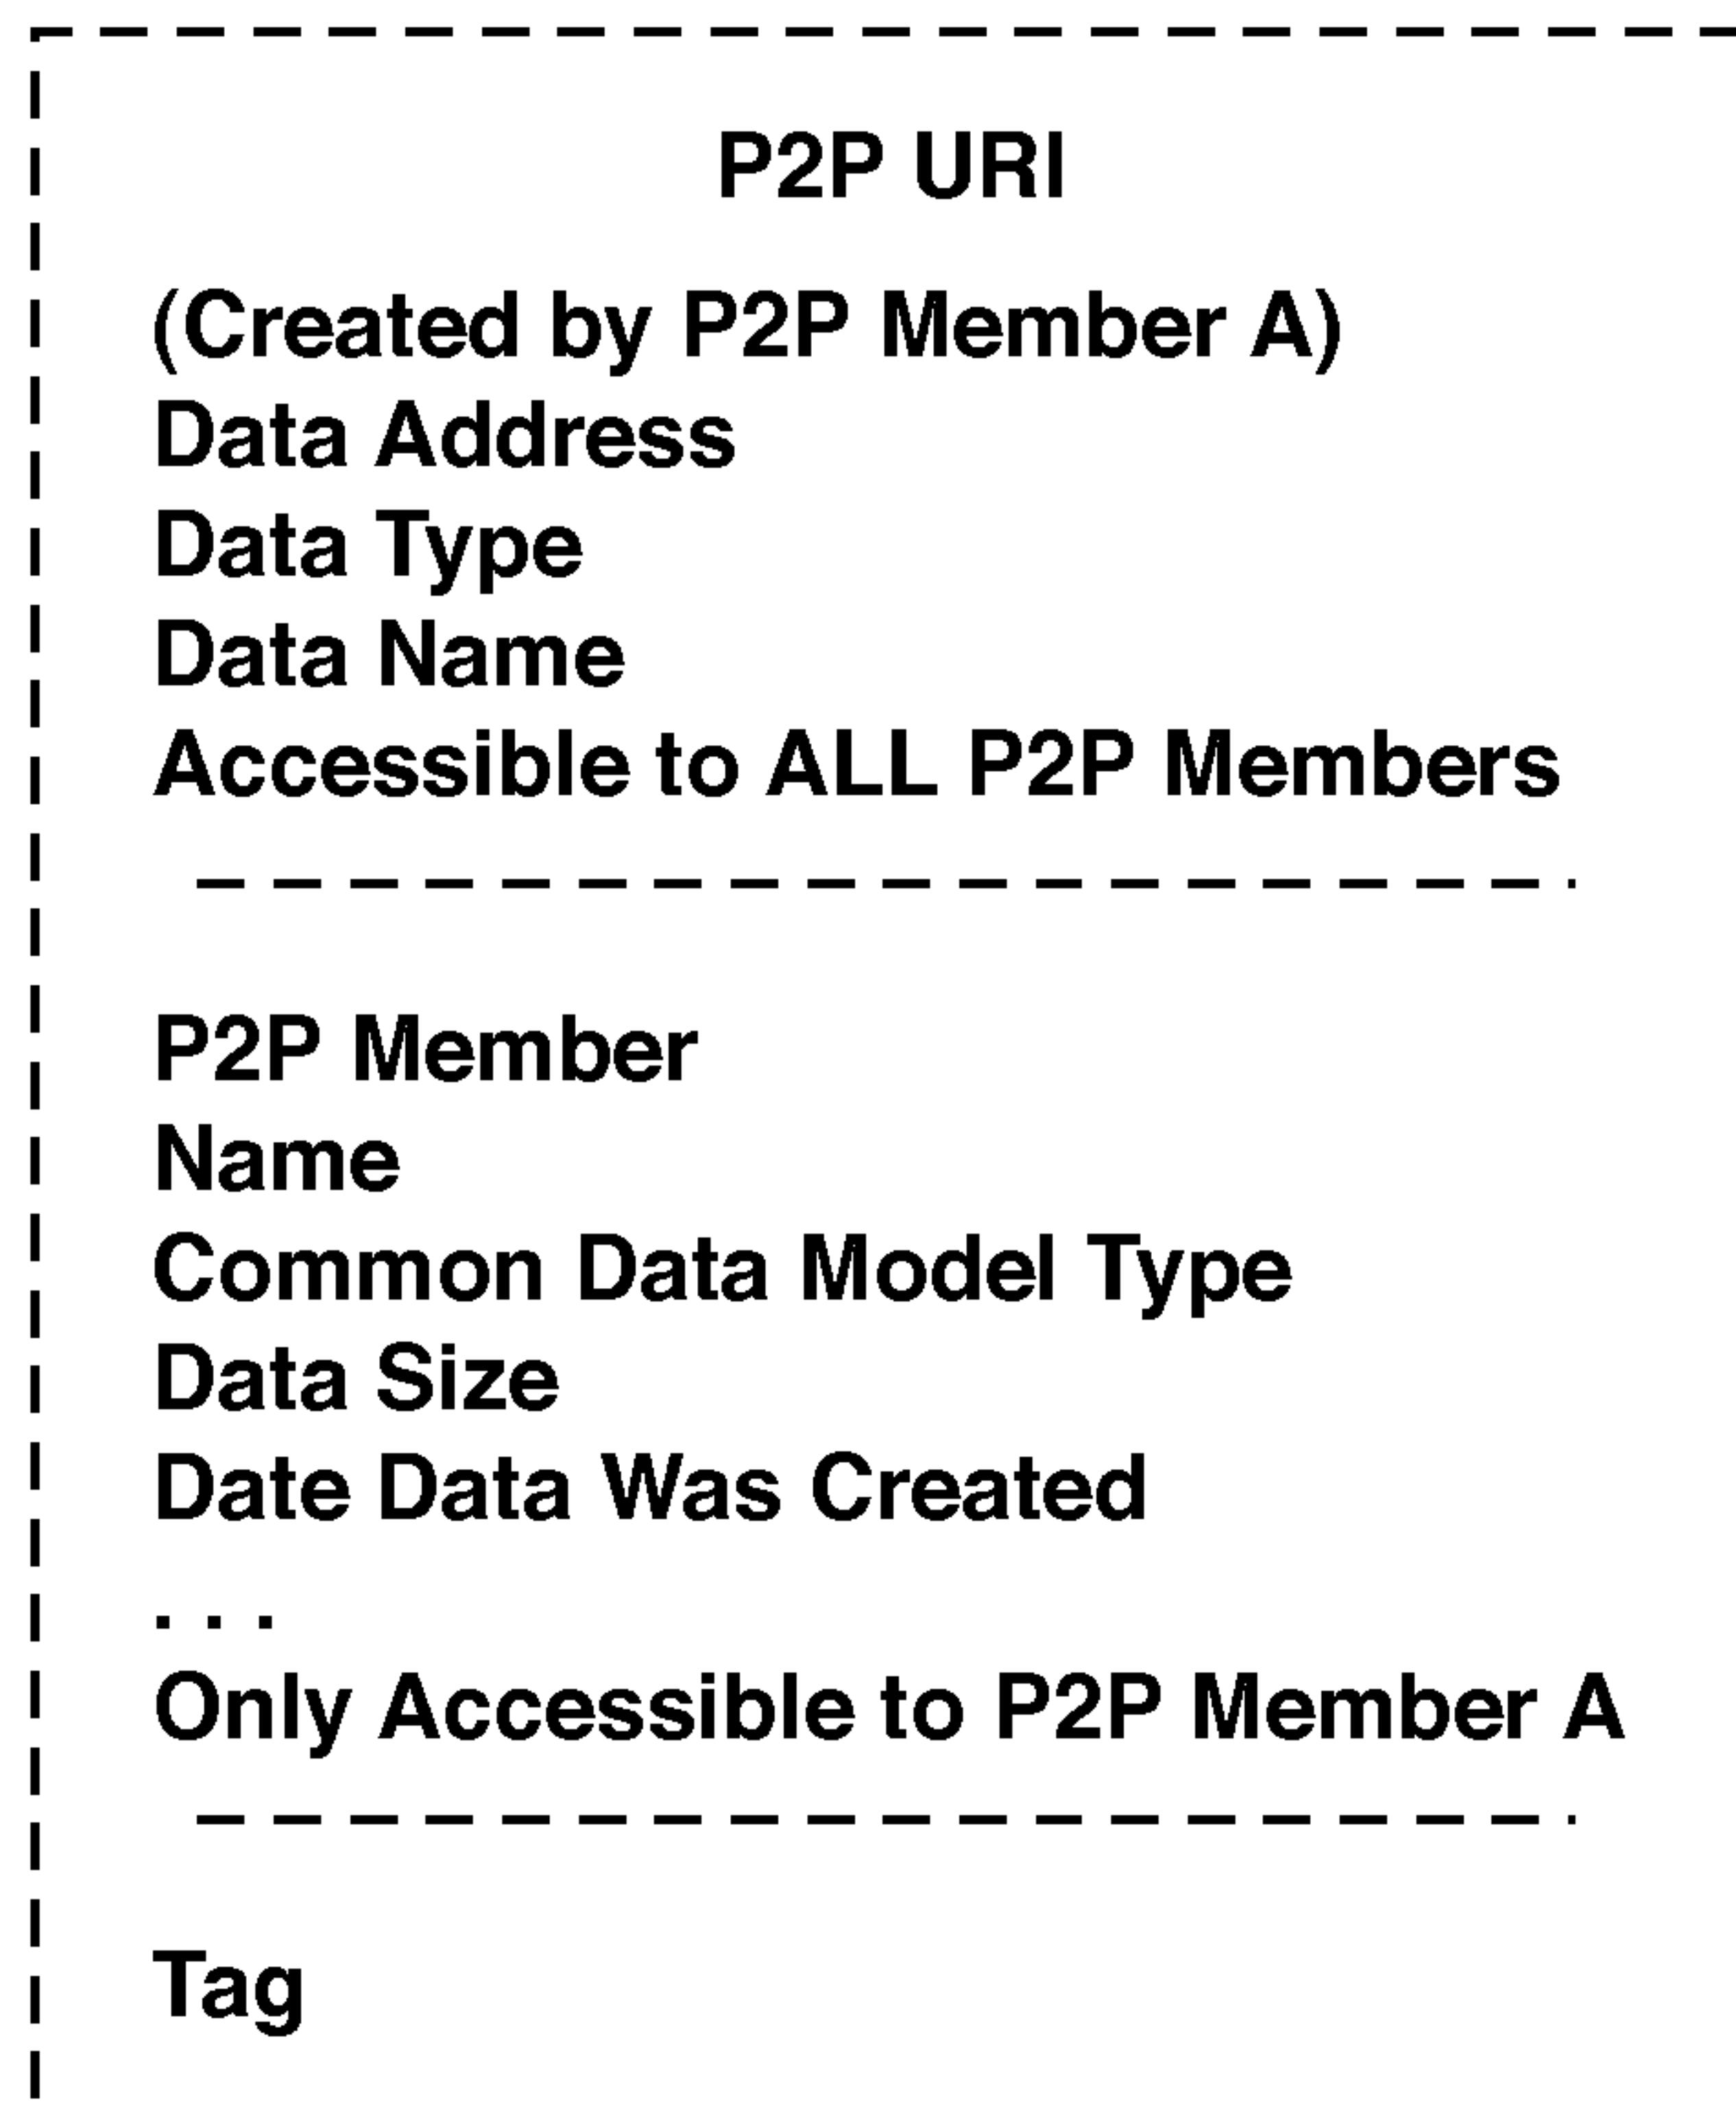 P2P URI
(Created by P2P Member A)
Data Address
Data Type
Data Name
Accessible to ALL P2P Members
P2P Member
Name
Common Data Model Type
Data Size
Date Data Was Created
...
Only Accessible to P2P Member A
Tag